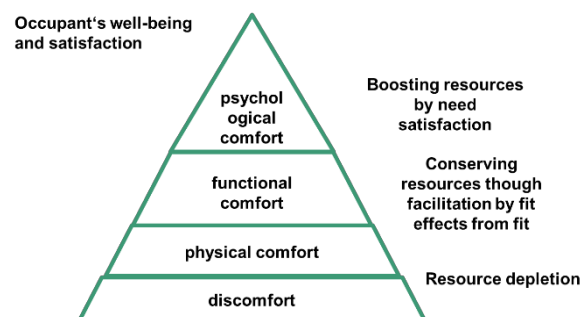 Occupant‘s well-being
and satisfaction
psychol
ogical
comfort
Boosting resources
by need
satisfaction
functional
comfort
Conserving
resources though
facilitation by fit
effects from fit
physical comfort
Resource depletion
discomfort